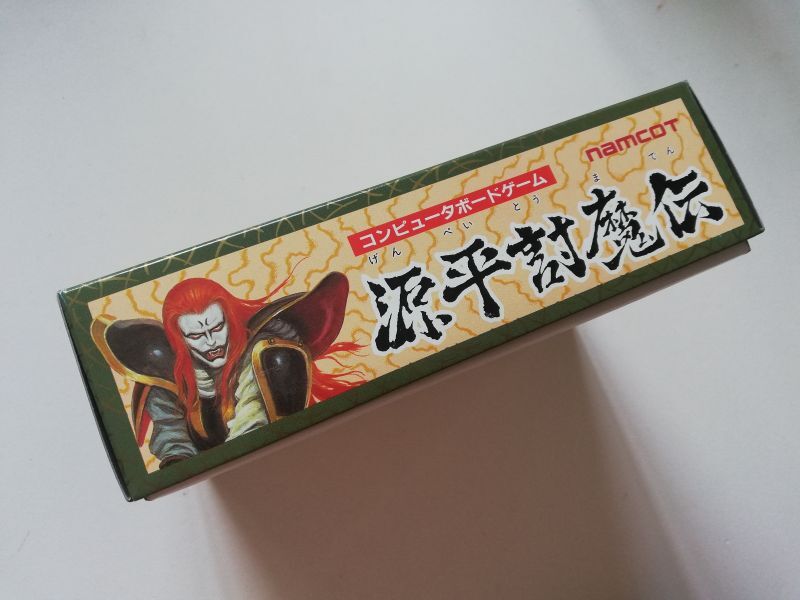 namcot
コンピュータボードゲーム
げんぺいとうまでん
源平討魔伝